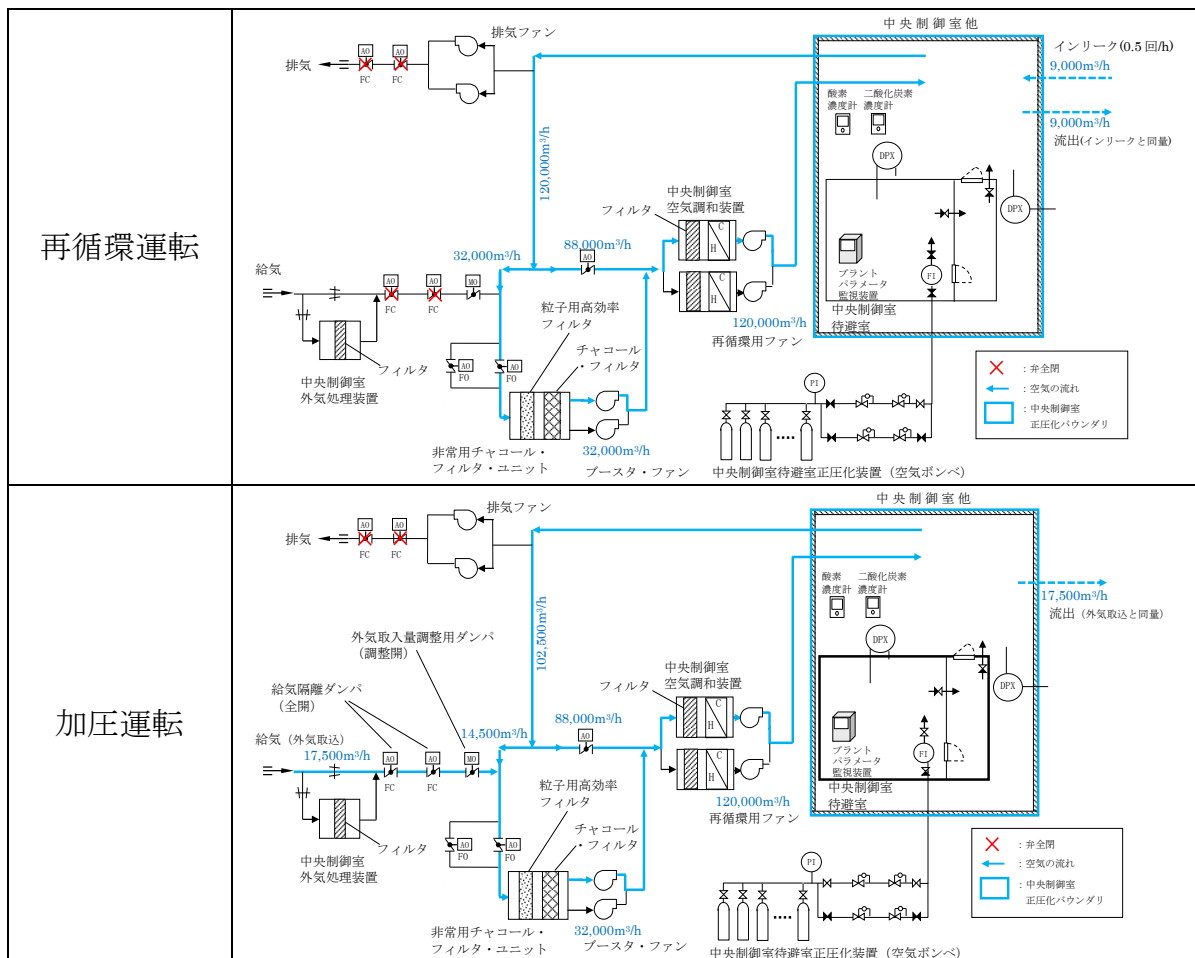 再循環運転
中央制御室他
排気ファン
AO
AO
排気
FC
FC
インリーク(0.5 回/h)
9,000m³/h
酸素
濃度計
二酸化炭素
濃度計
9,000m³/h
流出(インリークと同量)
DPX
DPX
120,000m³/h
中央制御室
空気調和装置
フィルタ
C
H
C
H
88,000m³/h
AO
32,000m³/h
給気
AO
AO
MO
FC
FC
粒子用高効率
フィルタ
チャコール
・フィルタ
120,000m³/h
再循環用ファン
プラント
パラメータ
監視装置
FI
中央制御室
待避室
フィルタ
中央制御室
外気処理装置
AO
FO
AO
FO
32,000m³/h
非常用チャコール・
フィルタ・ユニット
ブースタ・ファン
PI
中央制御室待避室正圧化装置（空気ボンベ）
：弁全閉
：空気の流れ
：中央制御室
正圧化バウンダリ
加圧運転
中央制御室他
排気ファン
AO
AO
排気
FC
FC
酸素
濃度計
二酸化炭素
濃度計
17,500m³/h
流出（外気取込と同量）
DPX
DPX
102,500m³/h
外気取入量調整用ダンパ
（調整開）
給気隔離ダンパ
（全開）
中央制御室
空気調和装置
フィルタ
C
H
C
H
88,000m³/h
AO
14,500m³/h
給気（外気取込）
17,500m³/h
AO
AO
MO
FC
FC
粒子用高効率
フィルタ
チャコール
・フィルタ
120,000m³/h
再循環用ファン
プラント
パラメータ
監視装置
FI
中央制御室
待避室
フィルタ
中央制御室
外気処理装置
AO
FO
AO
FO
32,000m³/h
非常用チャコール・
フィルタ・ユニット
ブースタ・ファン
PI
中央制御室待避室正圧化装置（空気ボンベ）
：弁全閉
：空気の流れ
：中央制御室
正圧化バウンダリ